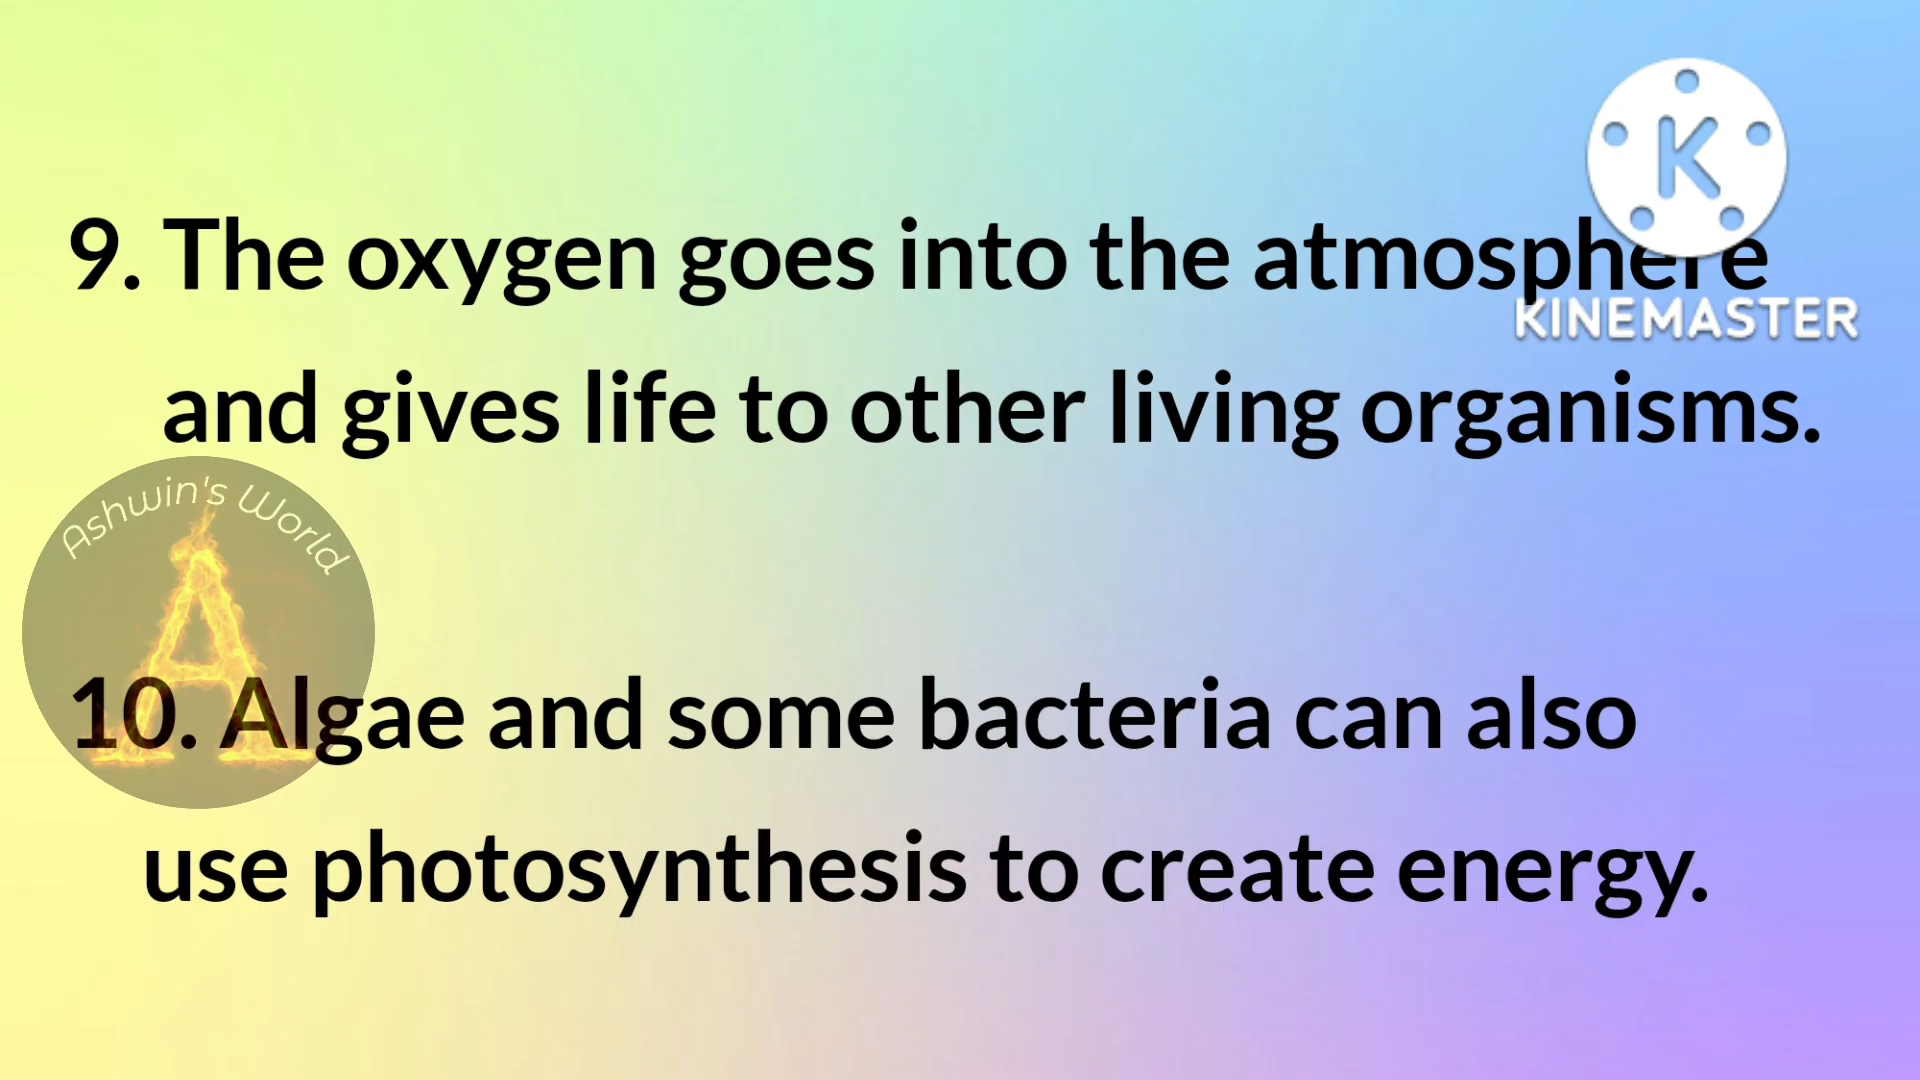 9. The oxygen goes into the atmosphere
KINEMASTER
and gives life to other living organisms.
Ashwin's World
A
10. Algae and some bacteria can also
use photosynthesis to create energy.